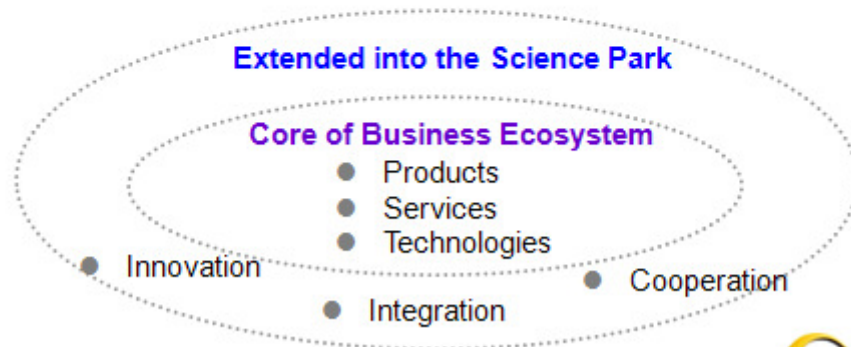 Extended into the Science Park
Core of Business Ecosystem
Products
Services
Technologies
Innovation
Cooperation
Integration